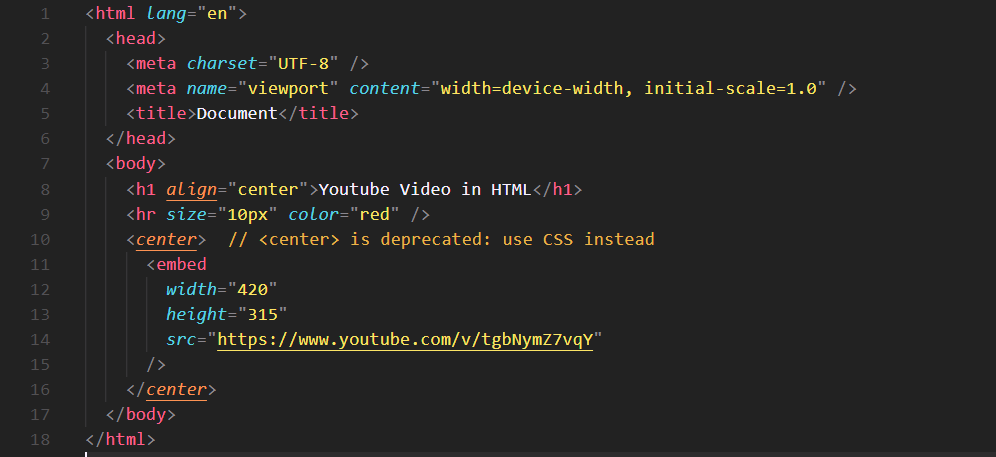 1 <html lang="en">
2 <head>
3 <meta charset="UTF-8" />
4 <meta name="viewport" content="width=device-width, initial-scale=1.0" />
5 <title>Document</title>
6 </head>
7 <body>
8 <h1 align="center">Youtube Video in HTML</h1>
9 <hr size="10px" color="red" />
10 <center> // <center> is deprecated: use CSS instead
11 <embed
12 width="420"
13 height="315"
14 src="https://www.youtube.com/v/tgbNymZ7vqY"
15 />
16 </center>
17 </body>
18 </html>